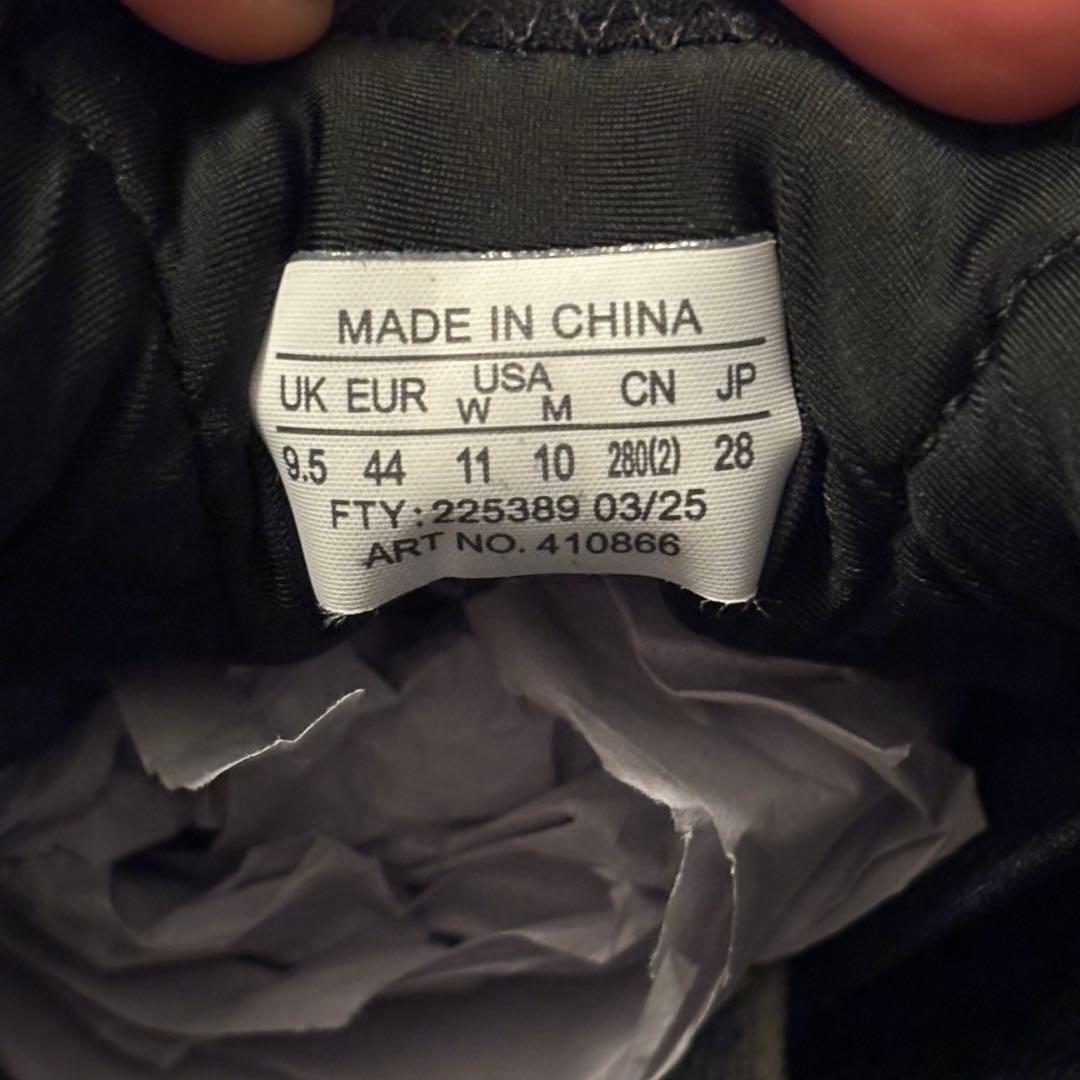 MADE IN CHINA
UK EUR USA CN JP
W M
9.5 44 11 10 280(2) 28
FTY: 225389 03/25
ART NO. 410866